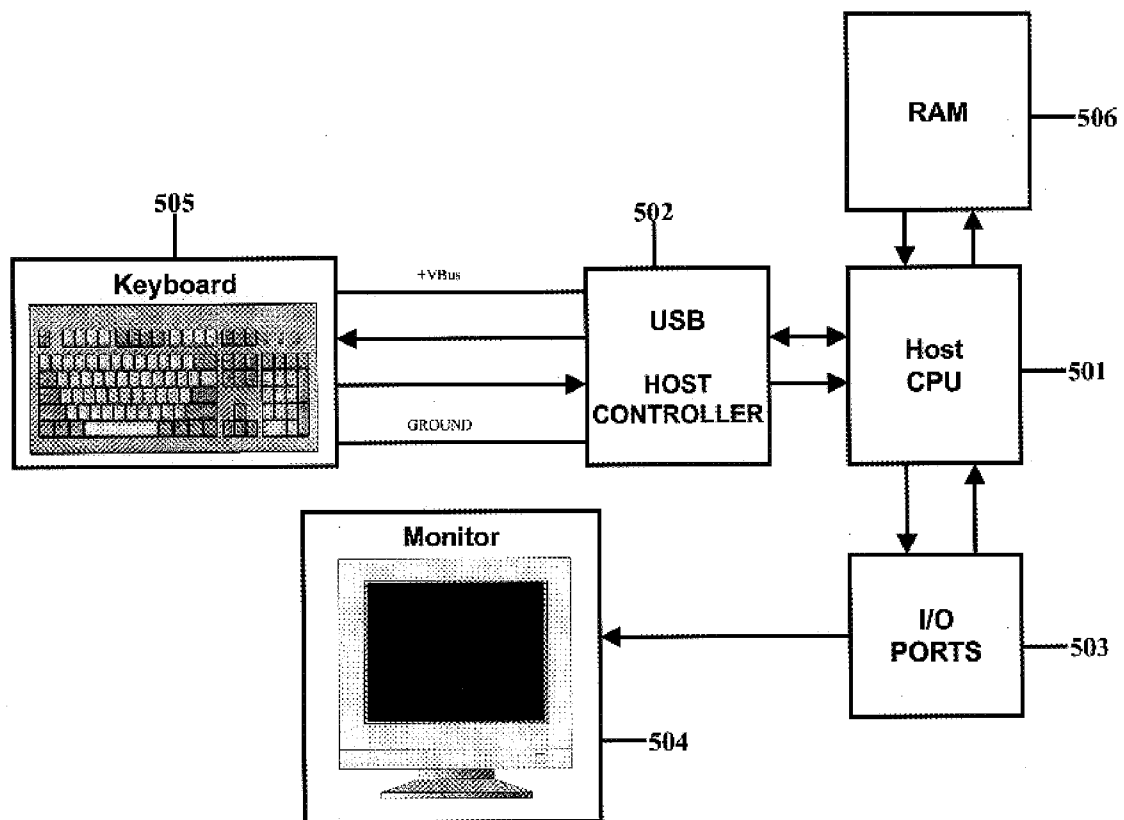 RAM
506
505
502
Keyboard
+VBus
USB
HOST
CONTROLLER
GROUND
Host
CPU
501
Monitor
I/O
PORTS
503
504